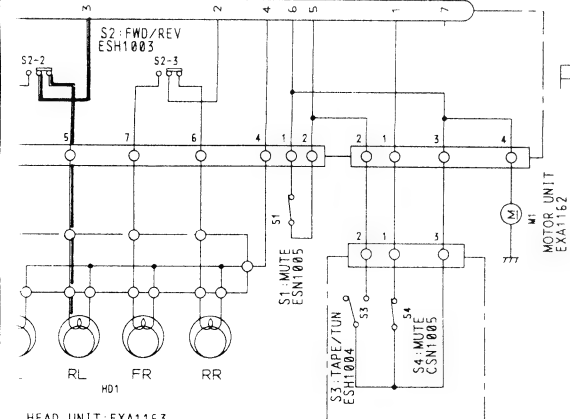 3 2 4 6 5 1 7
S2:FWD/REV
ESH1003
S2-2 S2-3
5 7 6 4 1 2 2 1 3 4
S1
S1:MUTE
ESN1005
M
M1
MOTOR UNIT
EXA1162
2 1 3
S3 S4
S3:TAPE/TUN
ESH1004
S4:MUTE
CSN1005
RL FR RR
HD1
HEAD UNIT:EXA1163